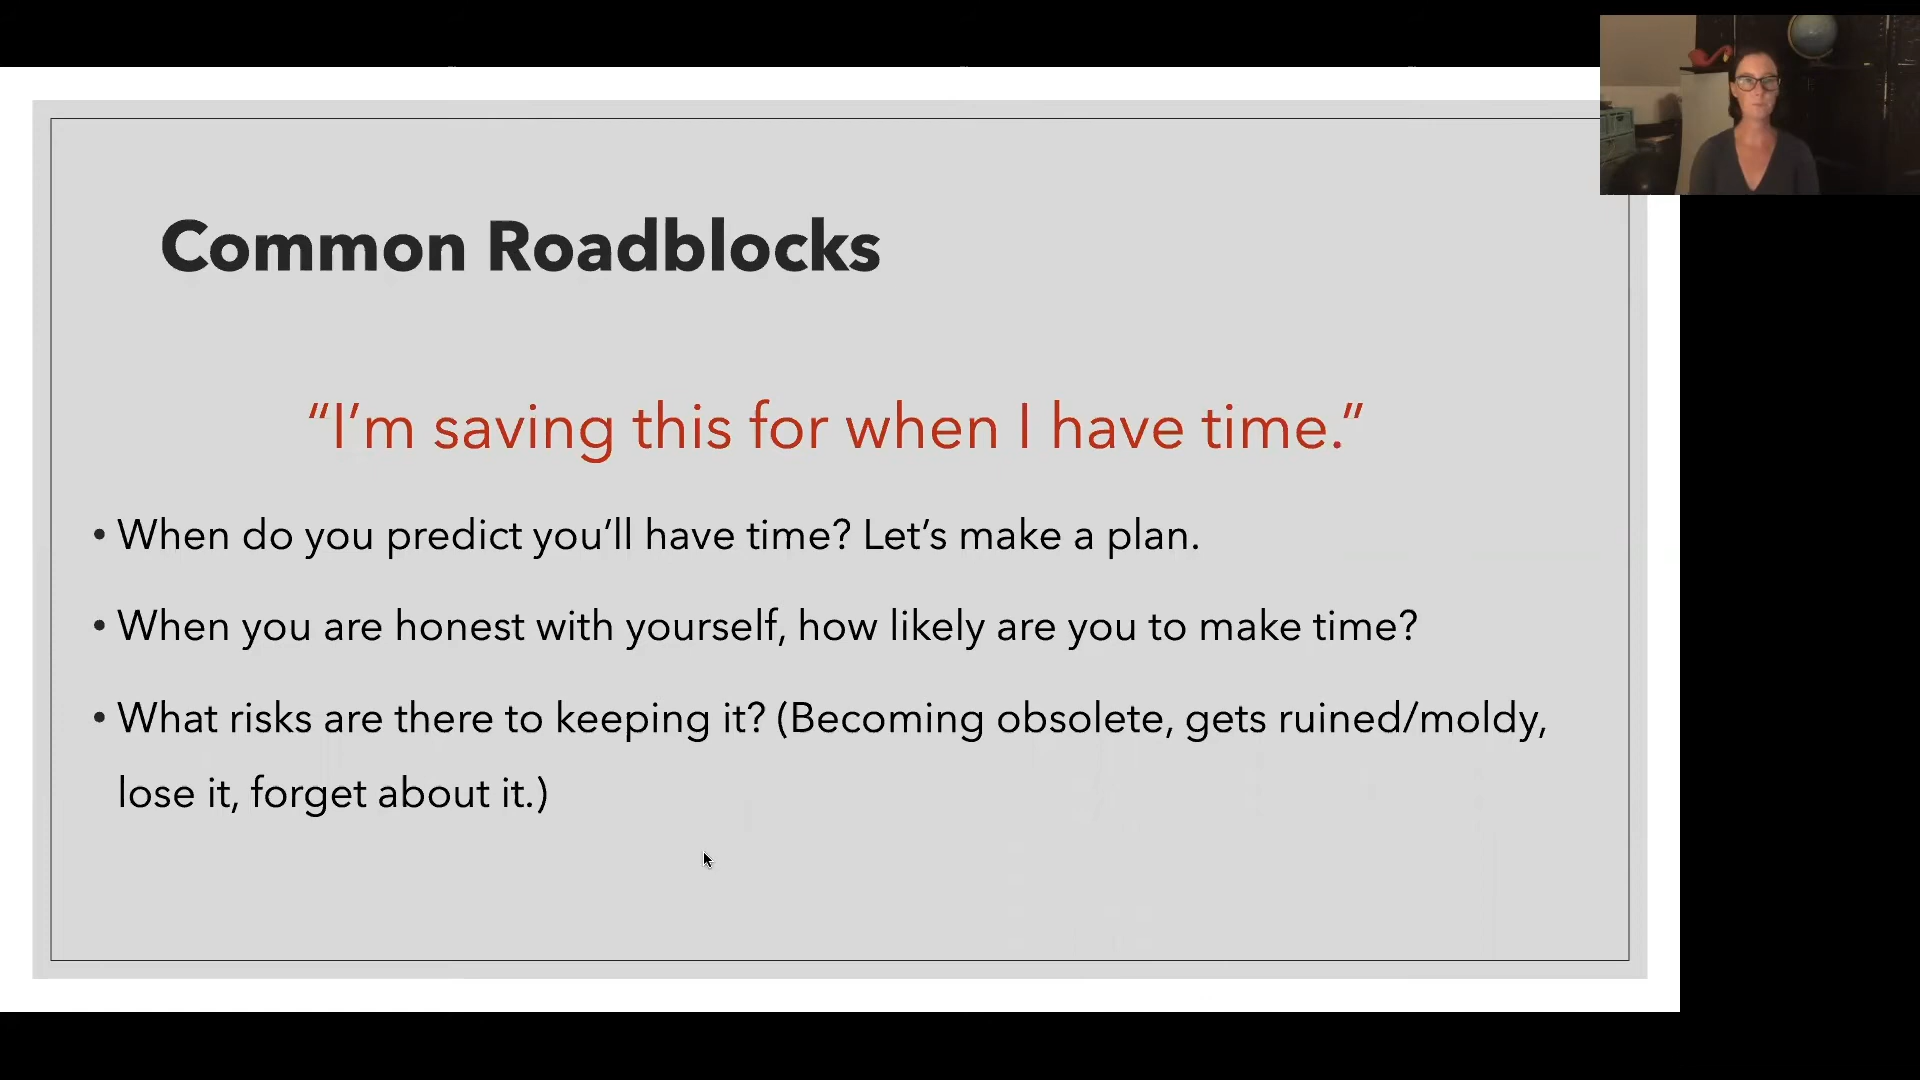 Common Roadblocks
“I’m saving this for when I have time.”
• When do you predict you’ll have time? Let’s make a plan.
• When you are honest with yourself, how likely are you to make time?
• What risks are there to keeping it? (Becoming obsolete, gets ruined/moldy,
lose it, forget about it.)